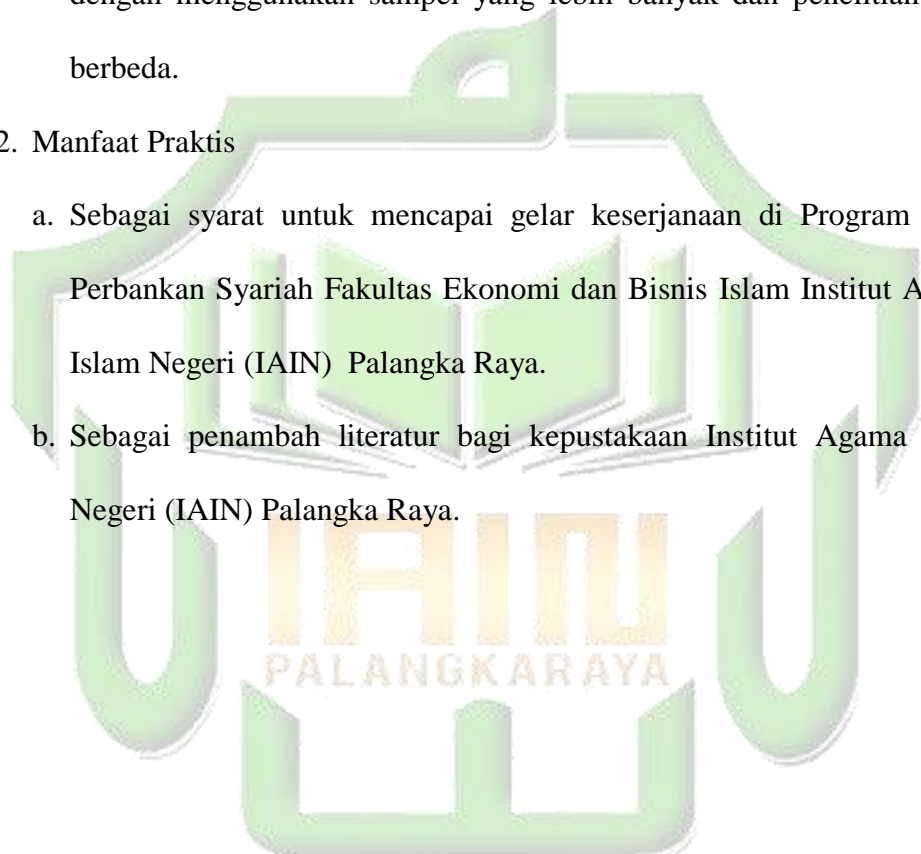 dengan menggunakan sampel yang lebih banyak dan penelitian
berbeda.
2. Manfaat Praktis
a. Sebagai syarat untuk mencapai gelar keserjanaan di Program
Perbankan Syariah Fakultas Ekonomi dan Bisnis Islam Institut A
Islam Negeri (IAIN) Palangka Raya.
b. Sebagai penambah literatur bagi kepustakaan Institut Agama
Negeri (IAIN) Palangka Raya.
IAIN
PALANGKARAYA